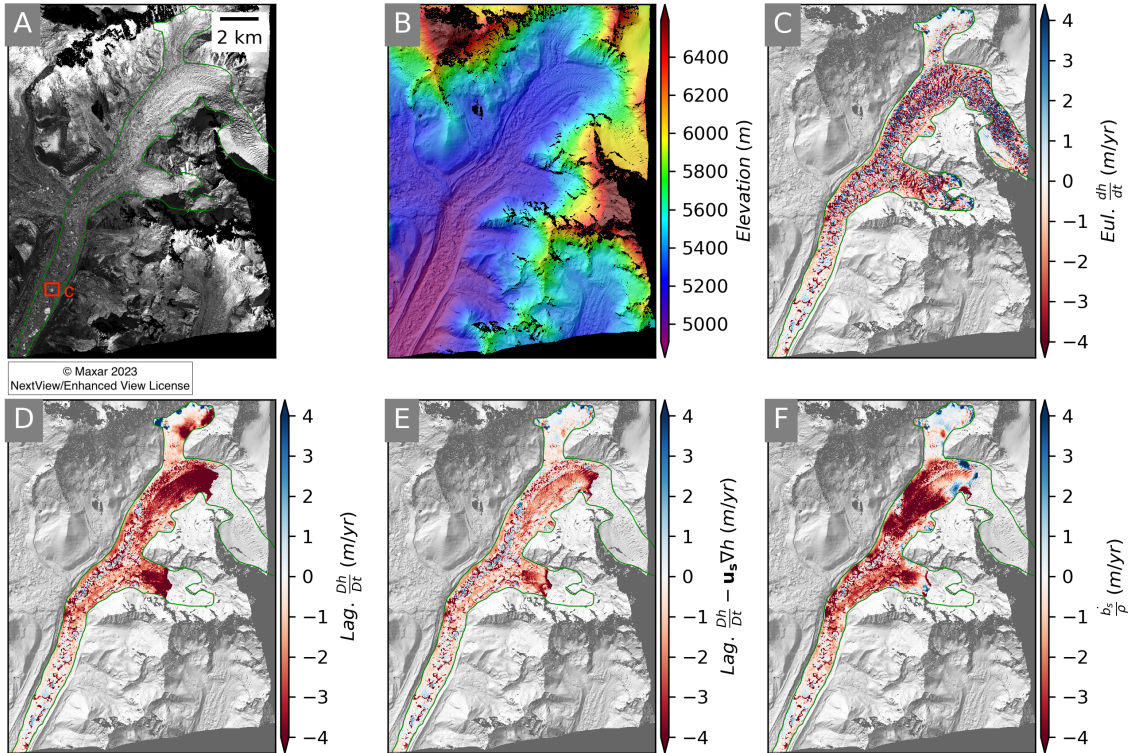 A
2 km
c
© Maxar 2023
NextView/Enhanced View License
B
6400
6200
6000
5800
5600
5400
5200
5000
Elevation (m)
C
4
3
2
1
0
−1
−2
−3
−4
Eul. dh/dt (m/yr)
D
4
3
2
1
0
−1
−2
−3
−4
Lag. Dh/Dt (m/yr)
E
4
3
2
1
0
−1
−2
−3
−4
Lag. Dh/Dt − uₛ∇h (m/yr)
F
4
3
2
1
0
−1
−2
−3
−4
ḃₛ/ρ (m/yr)